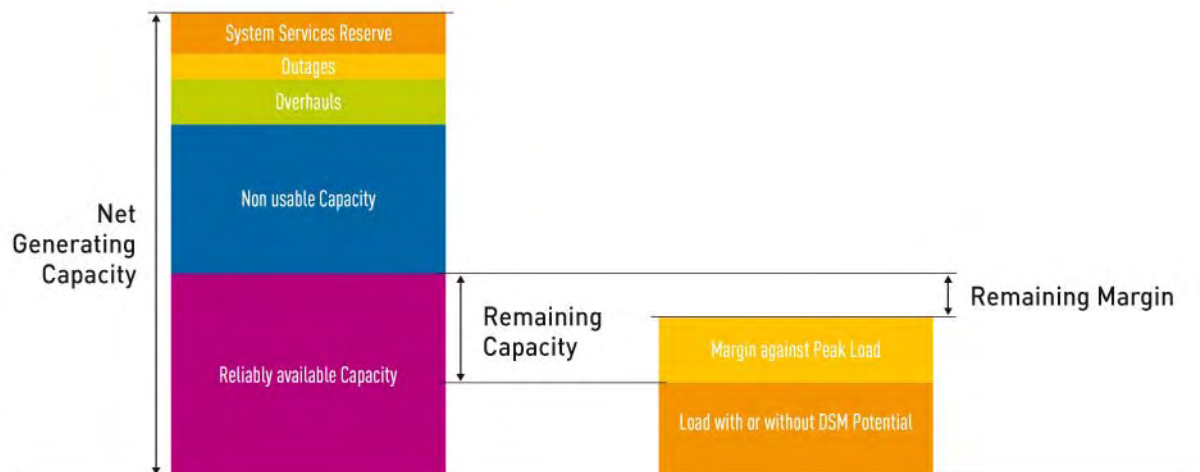 System Services Reserve
Outages
Overhauls
Non usable Capacity
Net
Generating
Capacity
Reliably available Capacity
Remaining
Capacity
Remaining Margin
Margin against Peak Load
Load with or without DSM Potential